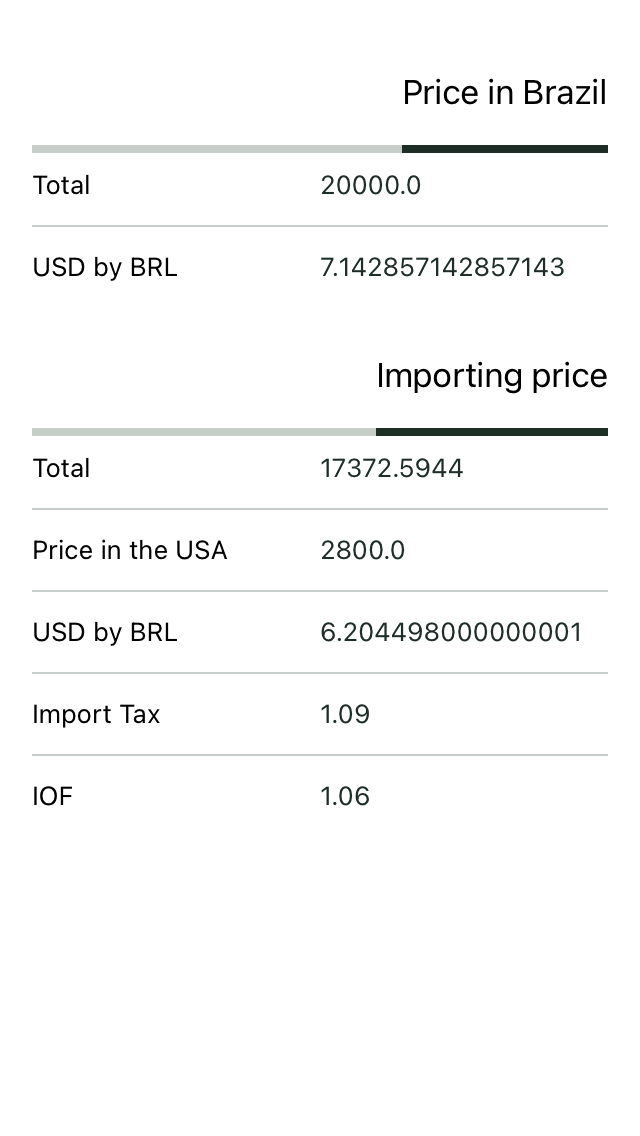 Price in Brazil
Total 20000.0
USD by BRL 7.142857142857143
Importing price
Total 17372.5944
Price in the USA 2800.0
USD by BRL 6.204498000000001
Import Tax 1.09
IOF 1.06